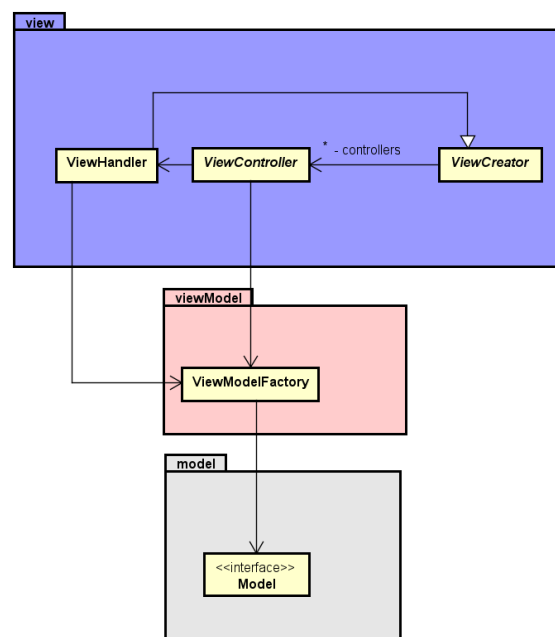 view
* - controllers
ViewHandler
ViewController
ViewCreator
viewModel
ViewModelFactory
model
<<interface>>
Model